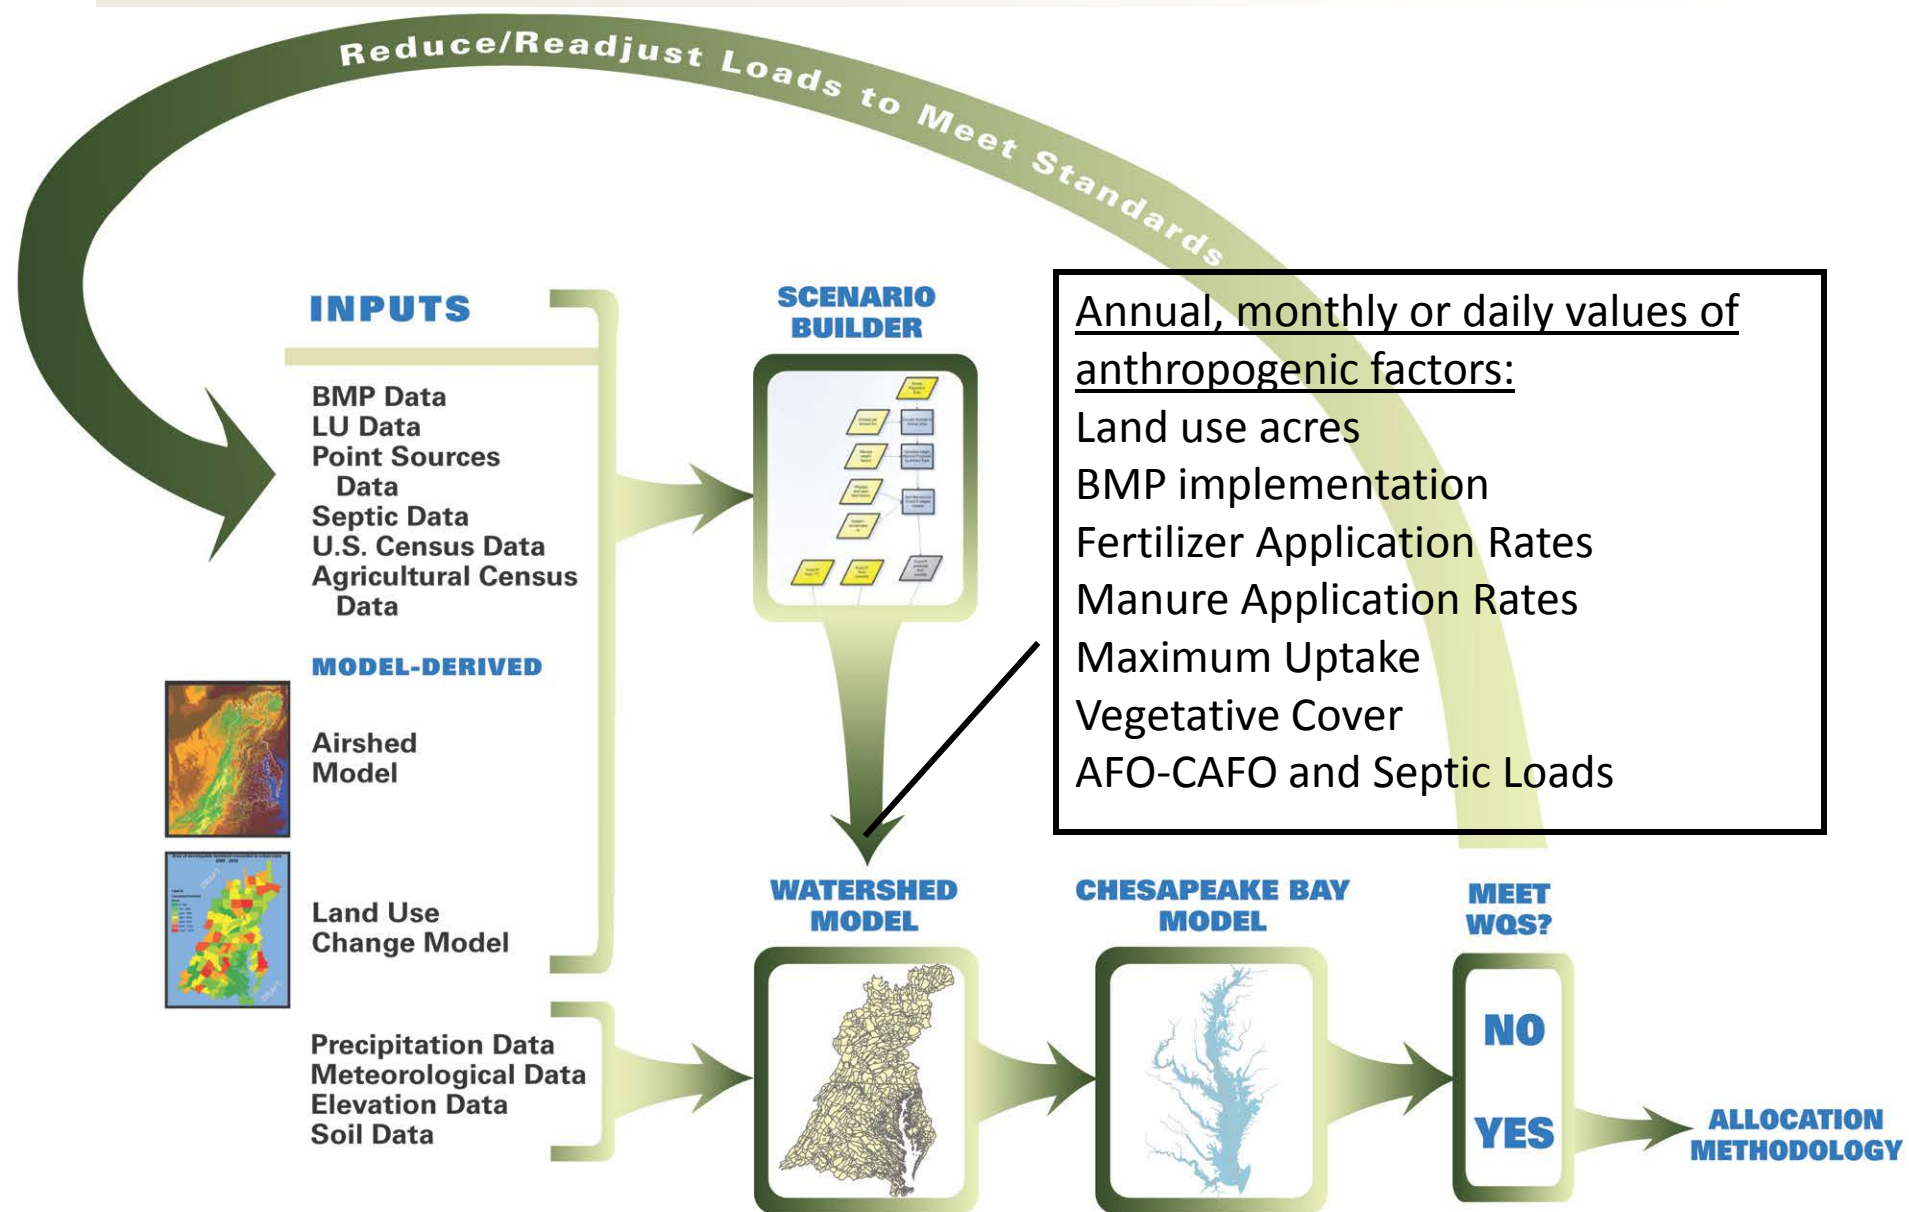 Reduce/Readjust Loads to Meet Standards
INPUTS
BMP Data
LU Data
Point Sources
Data
Septic Data
U.S. Census Data
Agricultural Census
Data
MODEL-DERIVED
Airshed
Model
Land Use
Change Model
Precipitation Data
Meteorological Data
Elevation Data
Soil Data
SCENARIO
BUILDER
Annual, monthly or daily values of
anthropogenic factors:
Land use acres
BMP implementation
Fertilizer Application Rates
Manure Application Rates
Maximum Uptake
Vegetative Cover
AFO-CAFO and Septic Loads
WATERSHED
MODEL
CHESAPEAKE BAY
MODEL
MEET
WQS?
NO
YES
ALLOCATION
METHODOLOGY